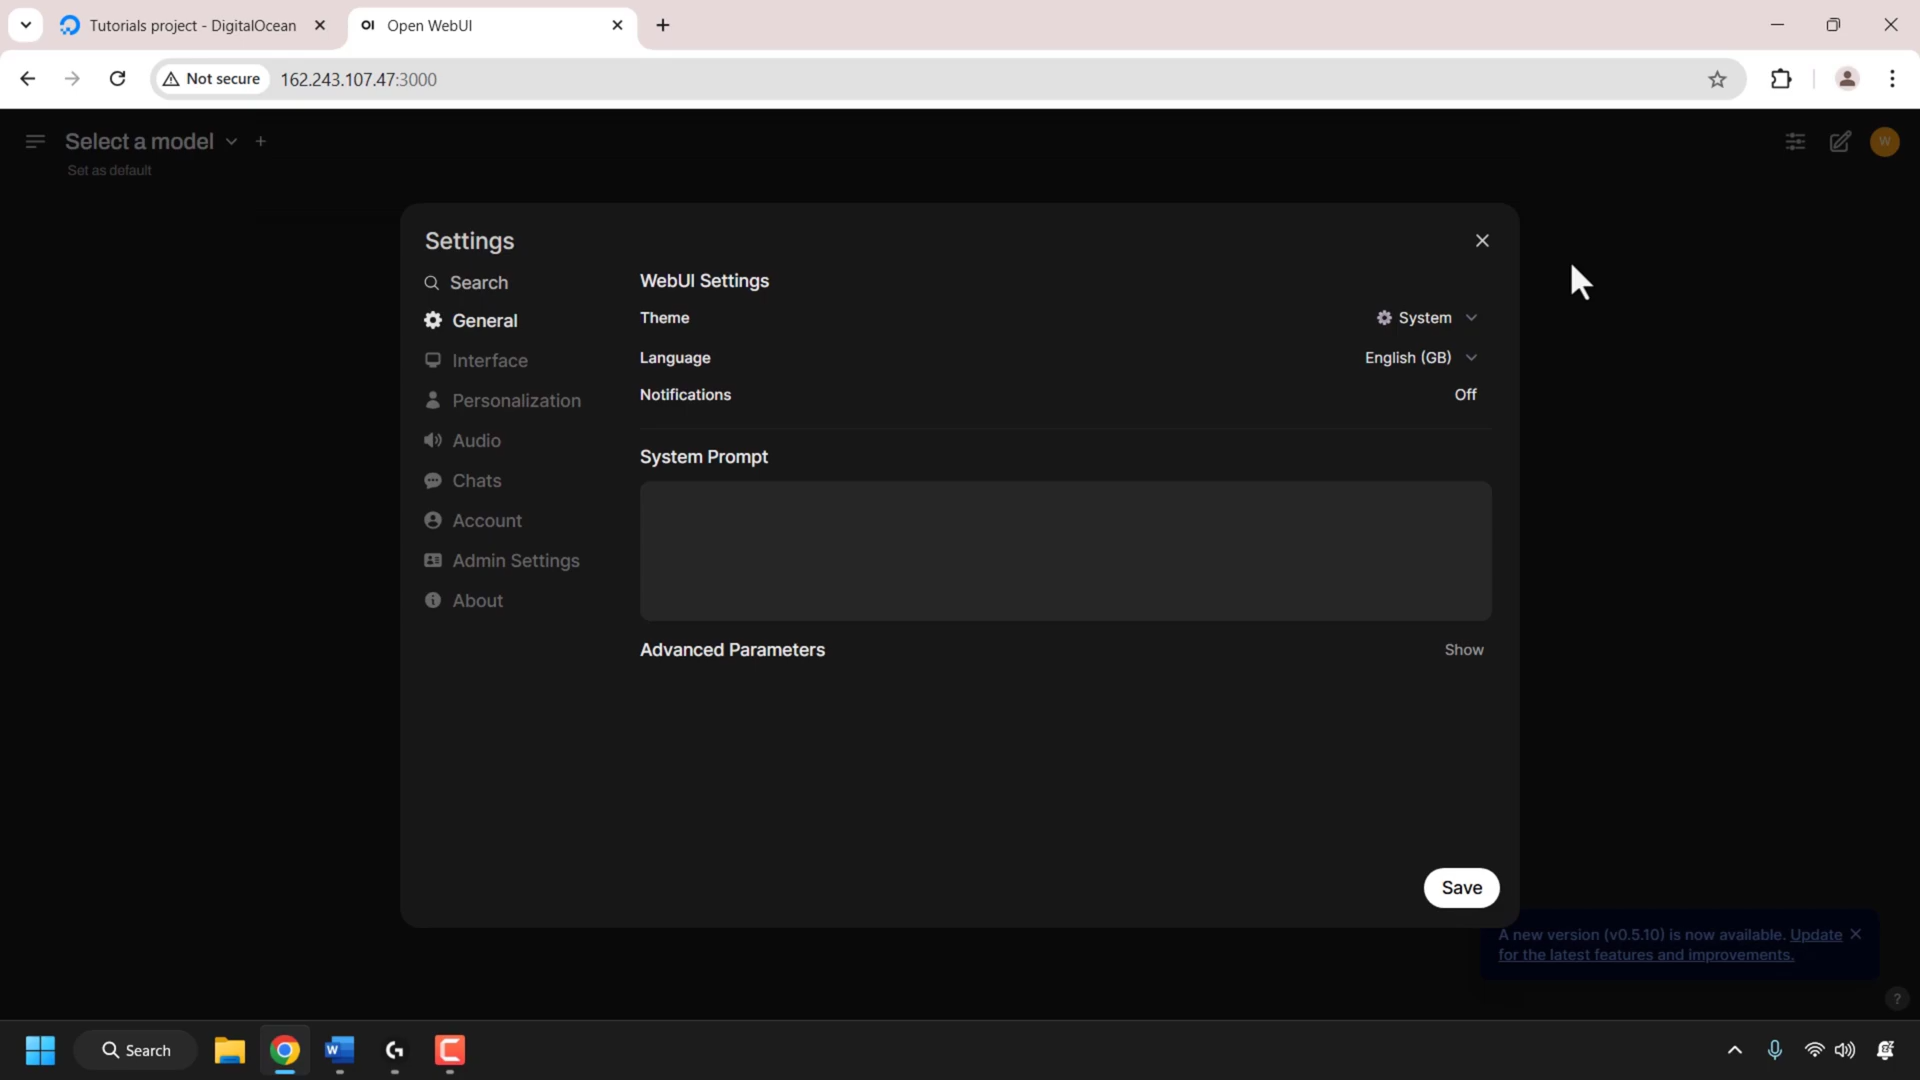 Tutorials project - DigitalOcean
OI Open WebUI
Not secure 162.243.107.47:3000
Select a model
Set as default
W
Settings
Search
General
Interface
Personalization
Audio
Chats
Account
Admin Settings
About
WebUI Settings
Theme System
Language English (GB)
Notifications Off
System Prompt
Advanced Parameters Show
Save
A new version (v0.5.10) is now available. Update
for the latest features and improvements.
?
Search